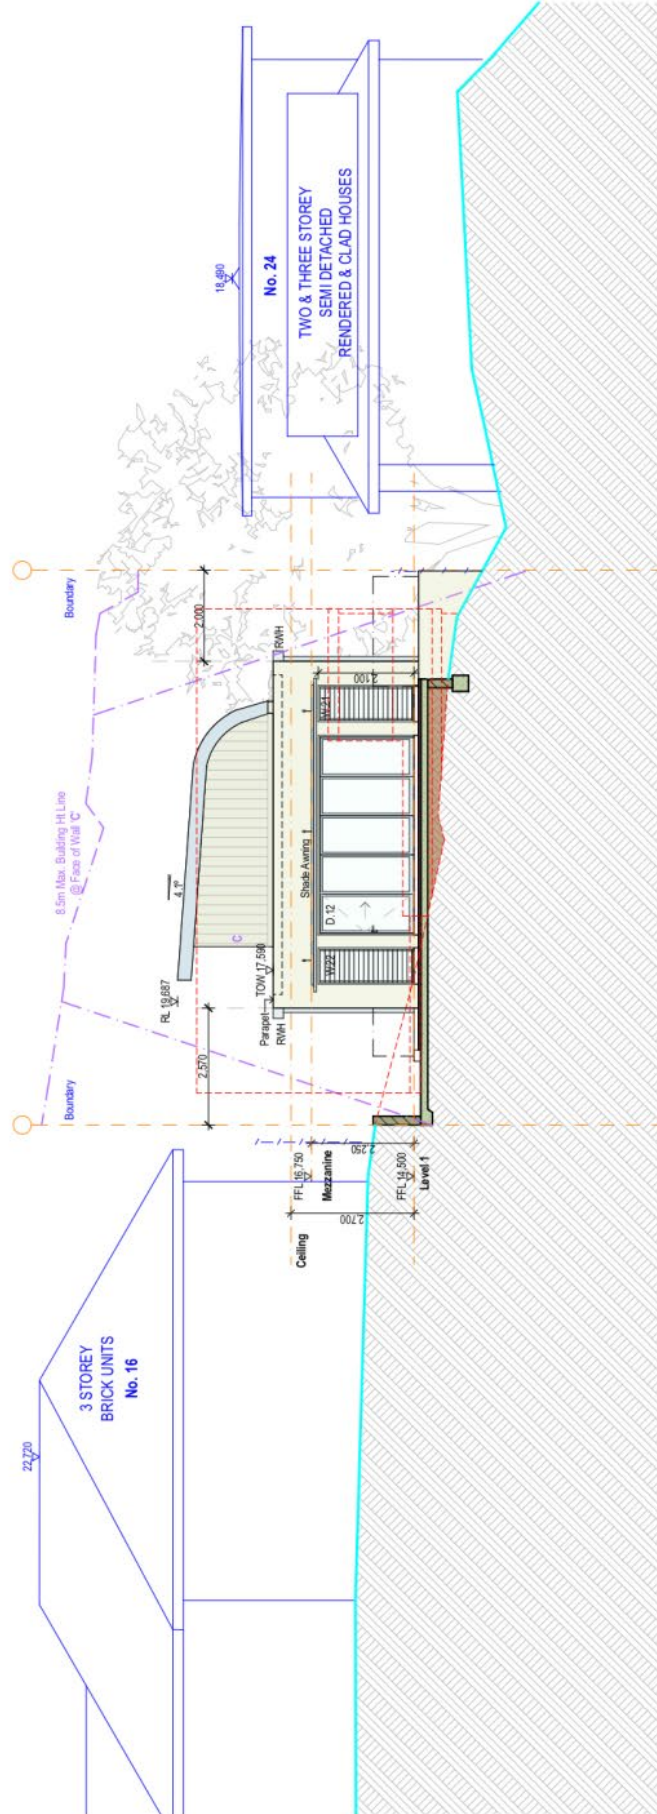 22,720
3 STOREY
BRICK UNITS
No. 16
Boundary
8.5m Max. Building Ht Line
@ Face of Wall 'C'
Boundary
18,490
No. 24
TWO & THREE STOREY
SEMI DETACHED
RENDERED & CLAD HOUSES
RL 19,687
4.1°
C
2,570
2,000
Parapet
TOW 17,590
RWH
RWH
Ceiling
Shade Awning
FFL 16,750
Mezzanine
2,700
2,250
W.22
D.12
W.21
2,100
FFL 14,500
Level 1